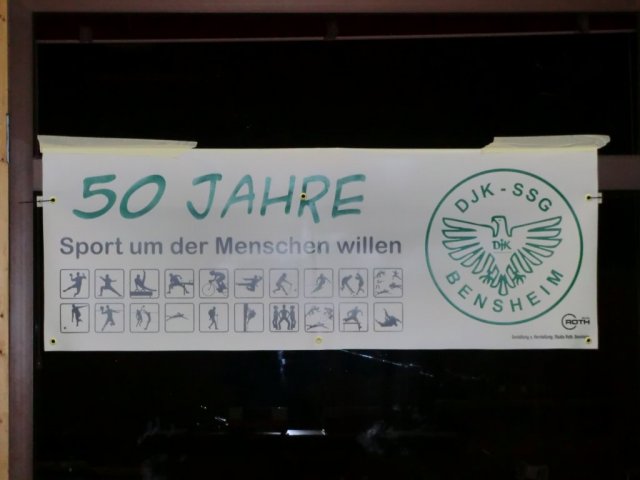 50 JAHRE
Sport um der Menschen willen
DJK - SSG
DJK
BENSHEIM
ROTH